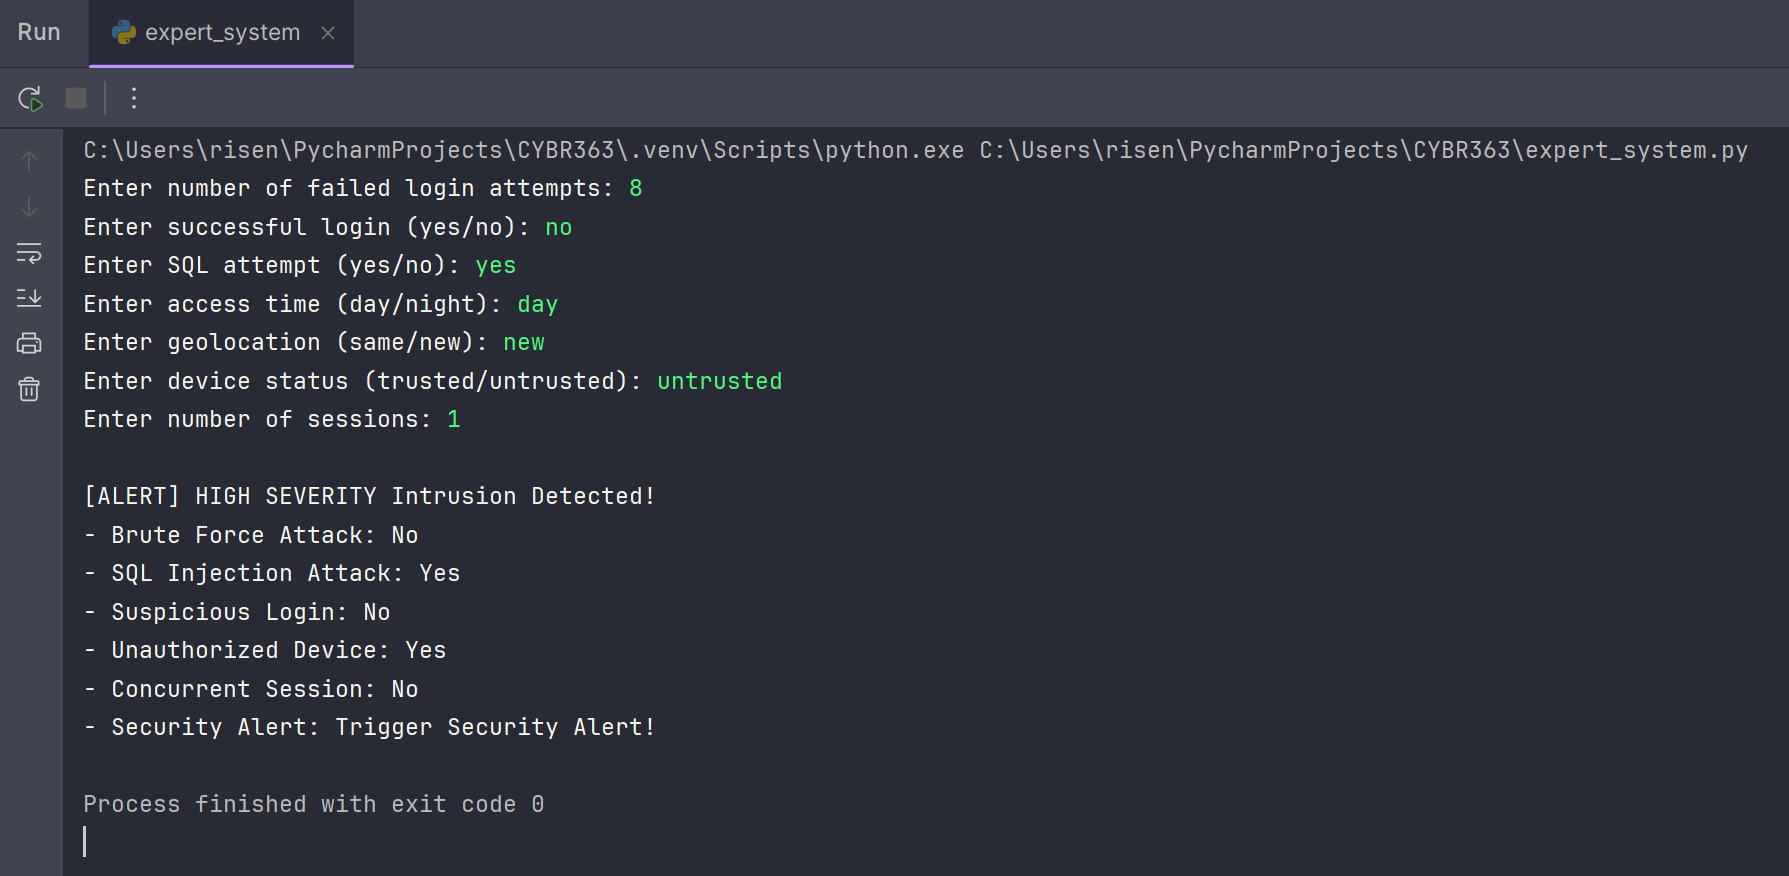 Run expert_system
C:\Users\risen\PycharmProjects\CYBR363\.venv\Scripts\python.exe C:\Users\risen\PycharmProjects\CYBR363\expert_system.py
Enter number of failed login attempts: 8
Enter successful login (yes/no): no
Enter SQL attempt (yes/no): yes
Enter access time (day/night): day
Enter geolocation (same/new): new
Enter device status (trusted/untrusted): untrusted
Enter number of sessions: 1
[ALERT] HIGH SEVERITY Intrusion Detected!
- Brute Force Attack: No
- SQL Injection Attack: Yes
- Suspicious Login: No
- Unauthorized Device: Yes
- Concurrent Session: No
- Security Alert: Trigger Security Alert!
Process finished with exit code 0